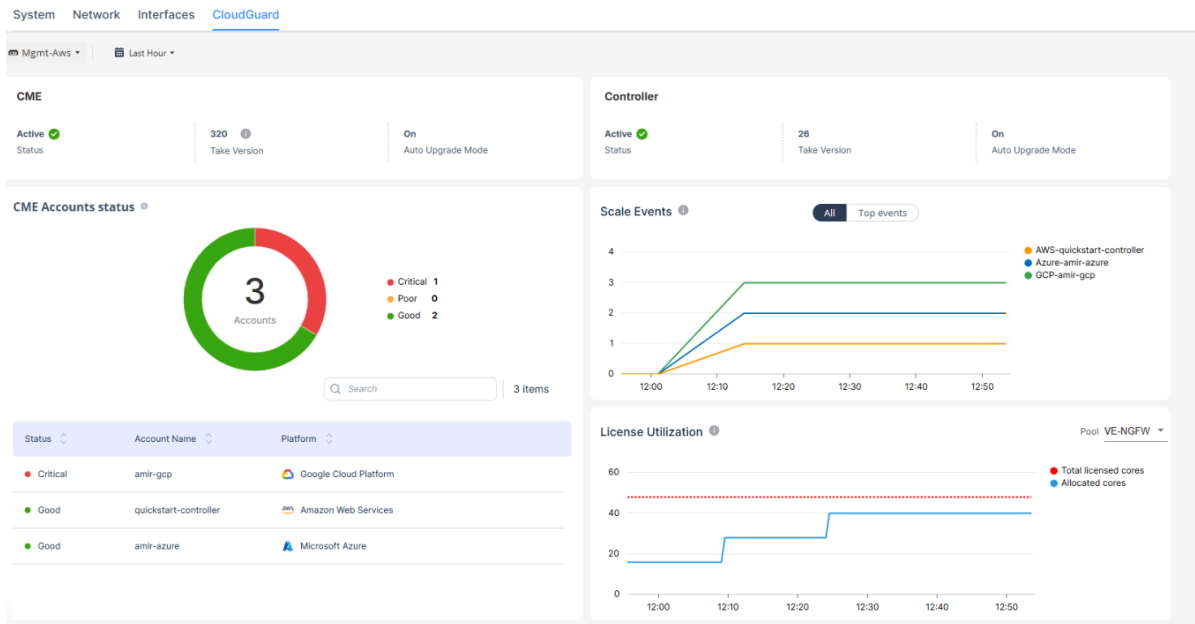 System Network Interfaces CloudGuard
Mgmt-Aws Last Hour
CME
Active
Status
320
Take Version
On
Auto Upgrade Mode
Controller
Active
Status
26
Take Version
On
Auto Upgrade Mode
CME Accounts status
3
Accounts
Critical 1
Poor 0
Good 2
Search
3 items
Status Account Name Platform
Critical amir-gcp Google Cloud Platform
Good quickstart-controller aws Amazon Web Services
Good amir-azure Microsoft Azure
Scale Events
All Top events
4
3
2
1
0
12:00 12:10 12:20 12:30 12:40 12:50
AWS-quickstart-controller
Azure-amir-azure
GCP-amir-gcp
License Utilization
Pool VE-NGFW
60
40
20
0
12:00 12:10 12:20 12:30 12:40 12:50
Total licensed cores
Allocated cores